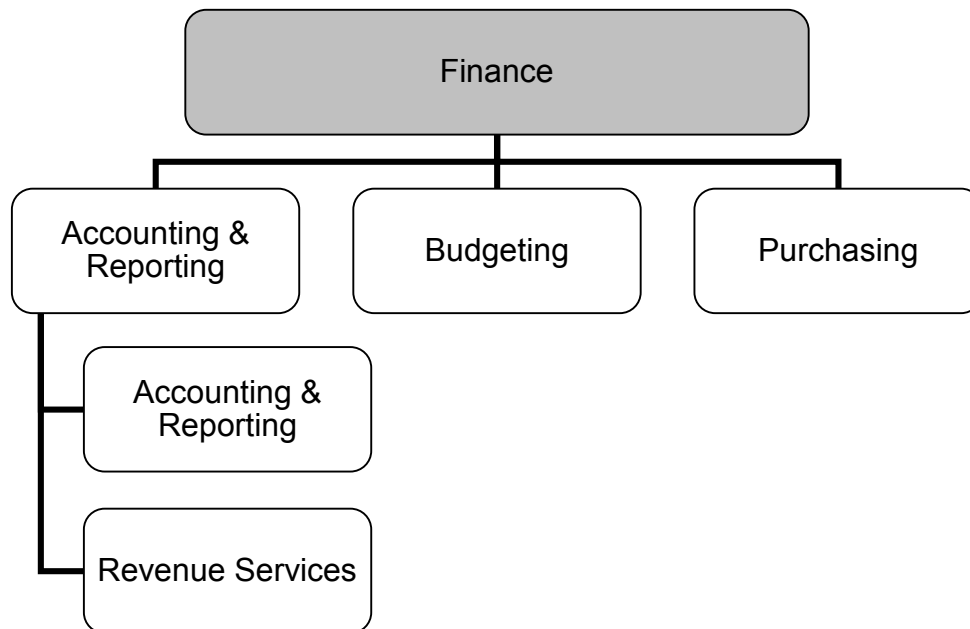 Finance
Accounting &
Reporting
Budgeting
Purchasing
Accounting &
Reporting
Revenue Services